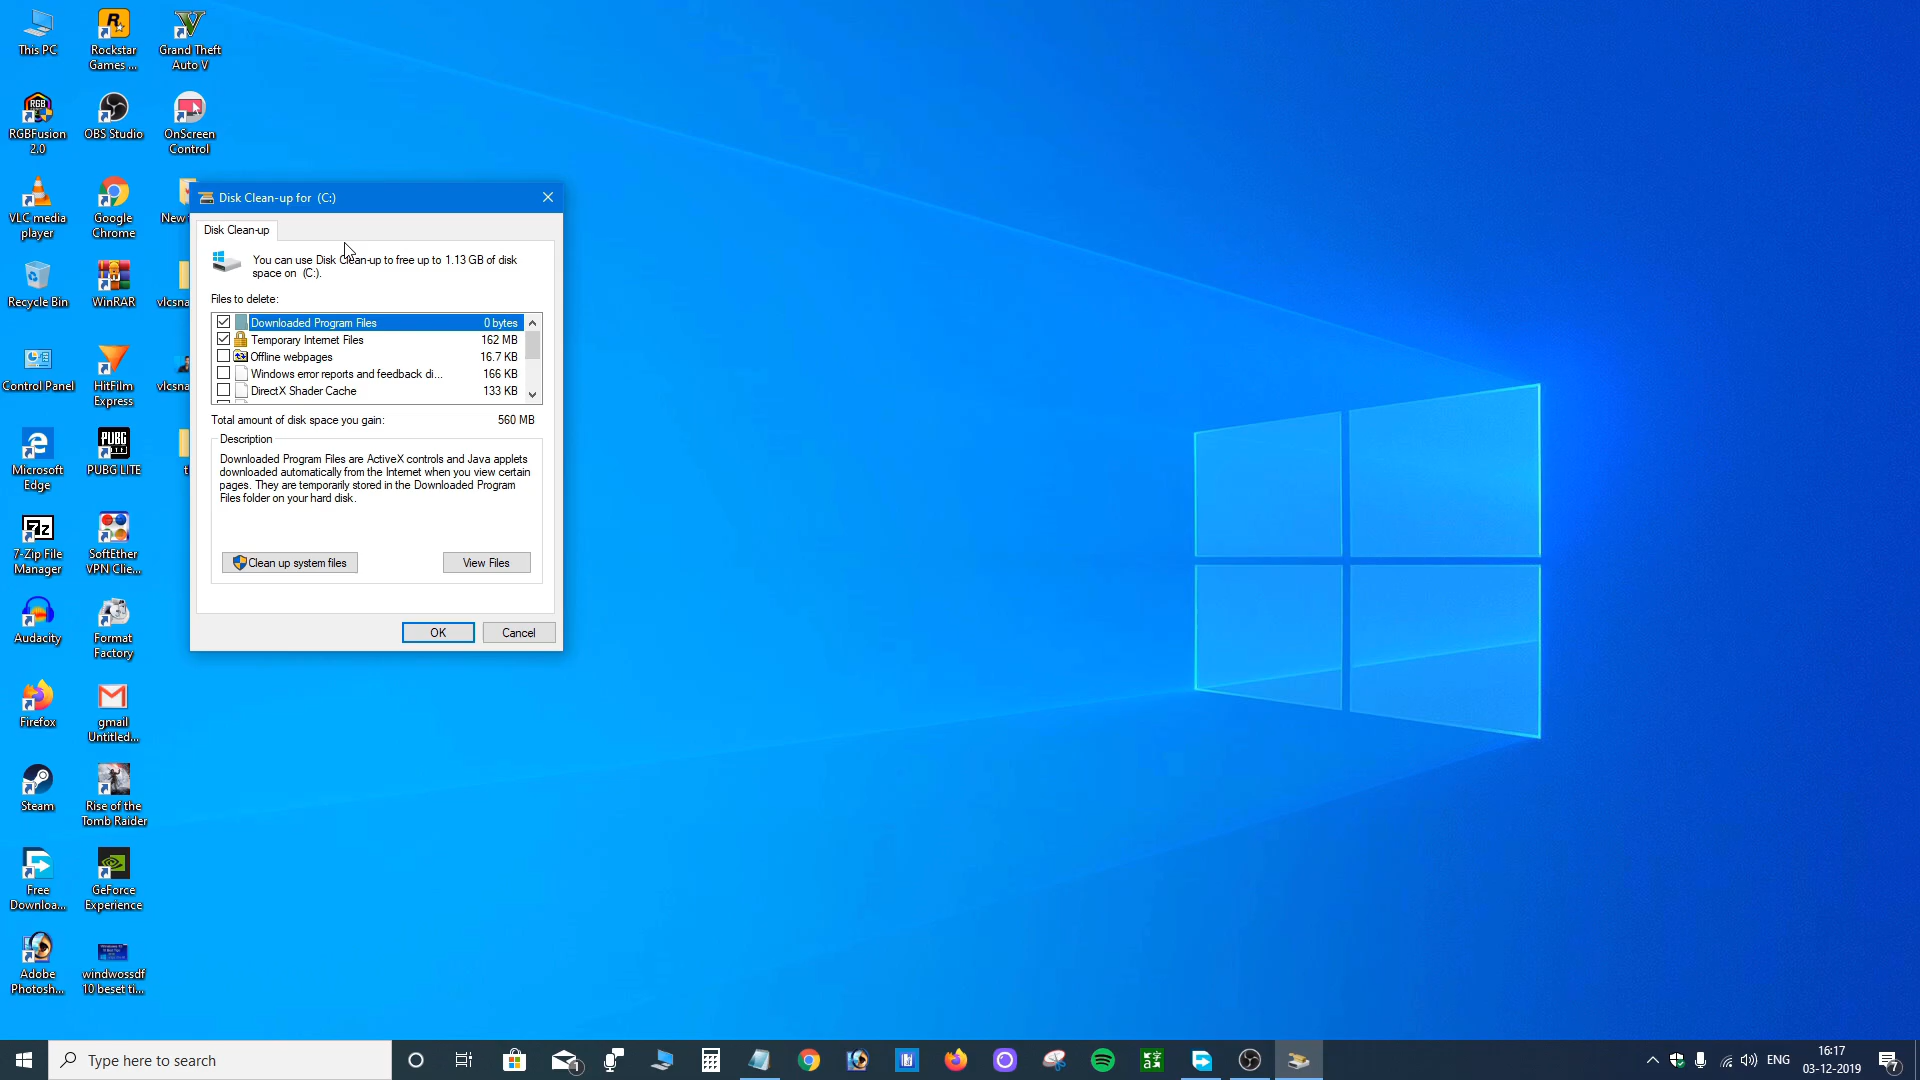 This PC
Rockstar
Games ...
Grand Theft
Auto V
RGB
RGBFusion
2.0
OBS Studio
OnScreen
Control
VLC media
player
Google
Chrome
New
Recycle Bin
WinRAR
vlcsna
Control Panel
HitFilm
Express
vlcsna
Microsoft
Edge
PUBG
LITE
PUBG LITE
t
7z
7-Zip File
Manager
SoftEther
VPN Clie...
Audacity
Format
Factory
Firefox
gmail
Untitled...
Steam
Rise of the
Tomb Raider
Free
Downloa...
GeForce
Experience
Adobe
Photosh...
windwossdf
10 beset ti...
Disk Clean-up for (C:)
Disk Clean-up
You can use Disk Clean-up to free up to 1.13 GB of disk
space on (C:).
Files to delete:
Downloaded Program Files 0 bytes
Temporary Internet Files 162 MB
Offline webpages 16.7 KB
Windows error reports and feedback di... 166 KB
DirectX Shader Cache 133 KB
Total amount of disk space you gain: 560 MB
Description
Downloaded Program Files are ActiveX controls and Java applets
downloaded automatically from the Internet when you view certain
pages. They are temporarily stored in the Downloaded Program
Files folder on your hard disk.
Clean up system files
View Files
OK
Cancel
Type here to search
1
ENG
16:17
03-12-2019
7